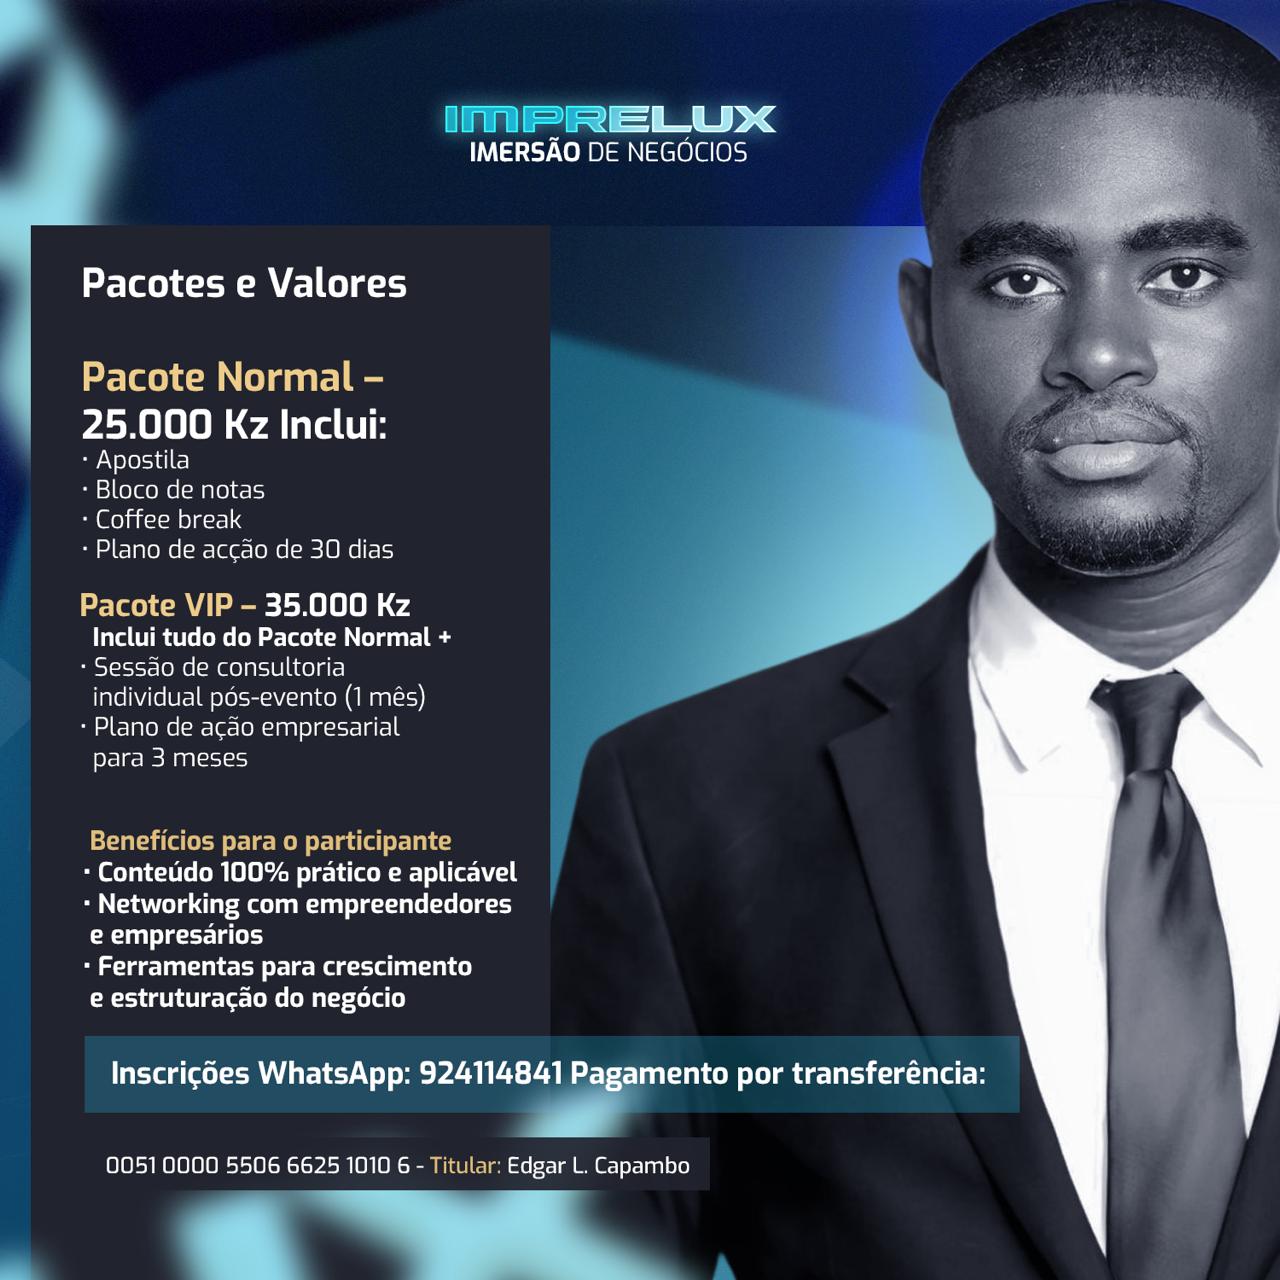 IMPRELUX
IMERSÃO DE NEGÓCIOS
Pacotes e Valores
Pacote Normal –
25.000 Kz Inclui:
· Apostila
· Bloco de notas
· Coffee break
· Plano de acção de 30 dias
Pacote VIP – 35.000 Kz
Inclui tudo do Pacote Normal +
· Sessão de consultoria
individual pós-evento (1 mês)
· Plano de ação empresarial
para 3 meses
Benefícios para o participante
· Conteúdo 100% prático e aplicável
· Networking com empreendedores
e empresários
· Ferramentas para crescimento
e estruturação do negócio
Inscrições WhatsApp: 924114841 Pagamento por transferência:
0051 0000 5506 6625 1010 6 - Titular: Edgar L. Capambo